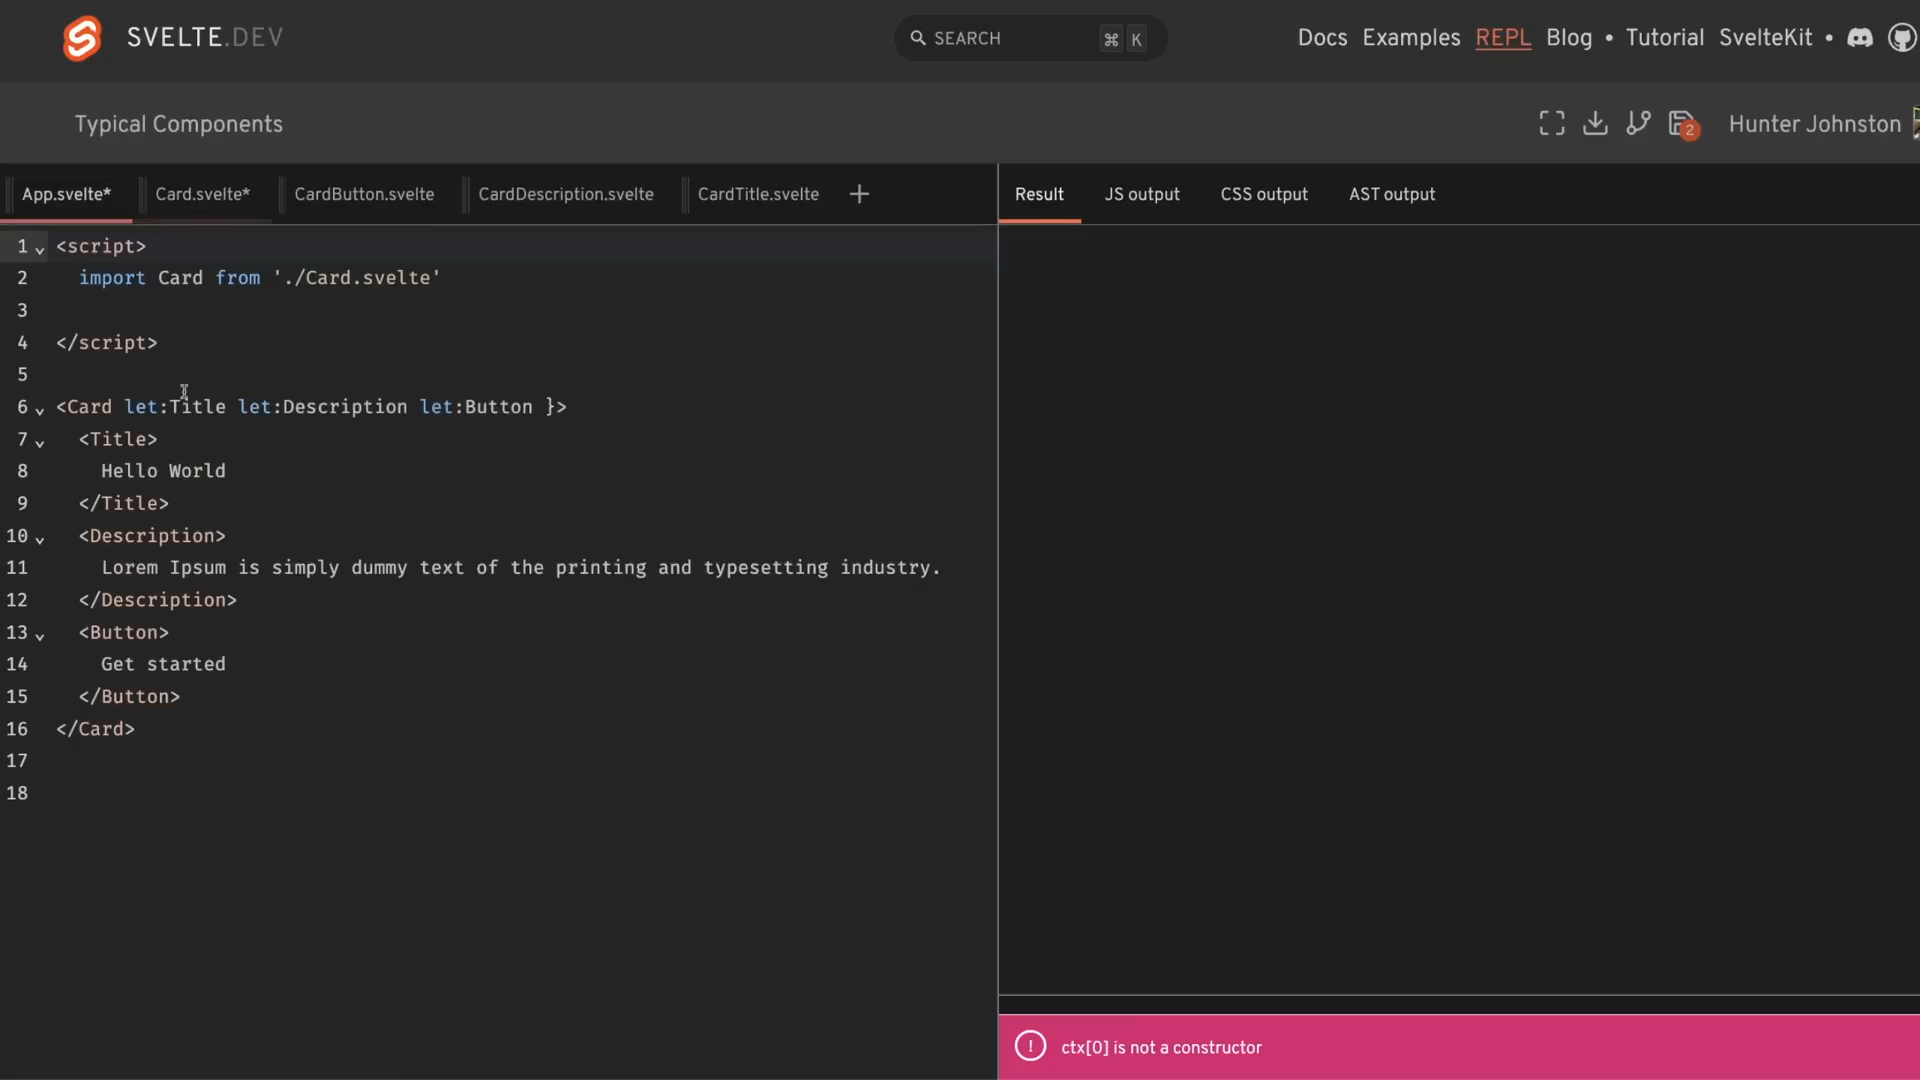 SVELTE.DEV
SEARCH ⌘ K
Docs Examples REPL Blog • Tutorial SvelteKit •
Typical Components
2 Hunter Johnston
App.svelte* Card.svelte* CardButton.svelte CardDescription.svelte CardTitle.svelte +
Result JS output CSS output AST output
1 <script>
2 import Card from './Card.svelte'
3
4 </script>
5
6 <Card let:Title let:Description let:Button }>
7 <Title>
8 Hello World
9 </Title>
10 <Description>
11 Lorem Ipsum is simply dummy text of the printing and typesetting industry.
12 </Description>
13 <Button>
14 Get started
15 </Button>
16 </Card>
17
18
! ctx[0] is not a constructor